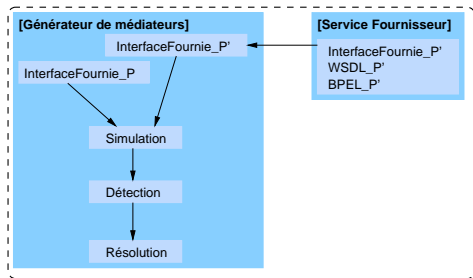 [Générateur de médiateurs]
InterfaceFournie_P'
InterfaceFournie_P
Simulation
Détection
Résolution
[Service Fournisseur]
InterfaceFournie_P'
WSDL_P'
BPEL_P'